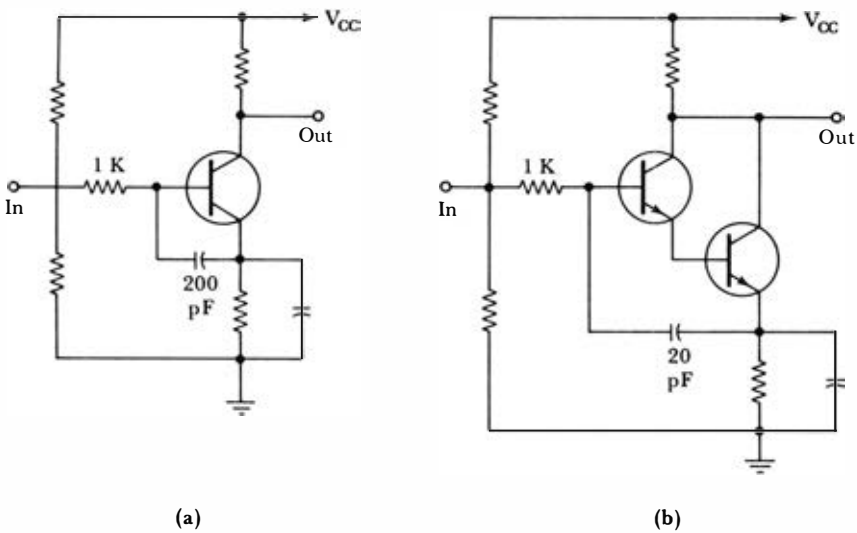 V_CC
Out
1 K
In
200
pF
(a)
V_CC
Out
1 K
In
20
pF
(b)